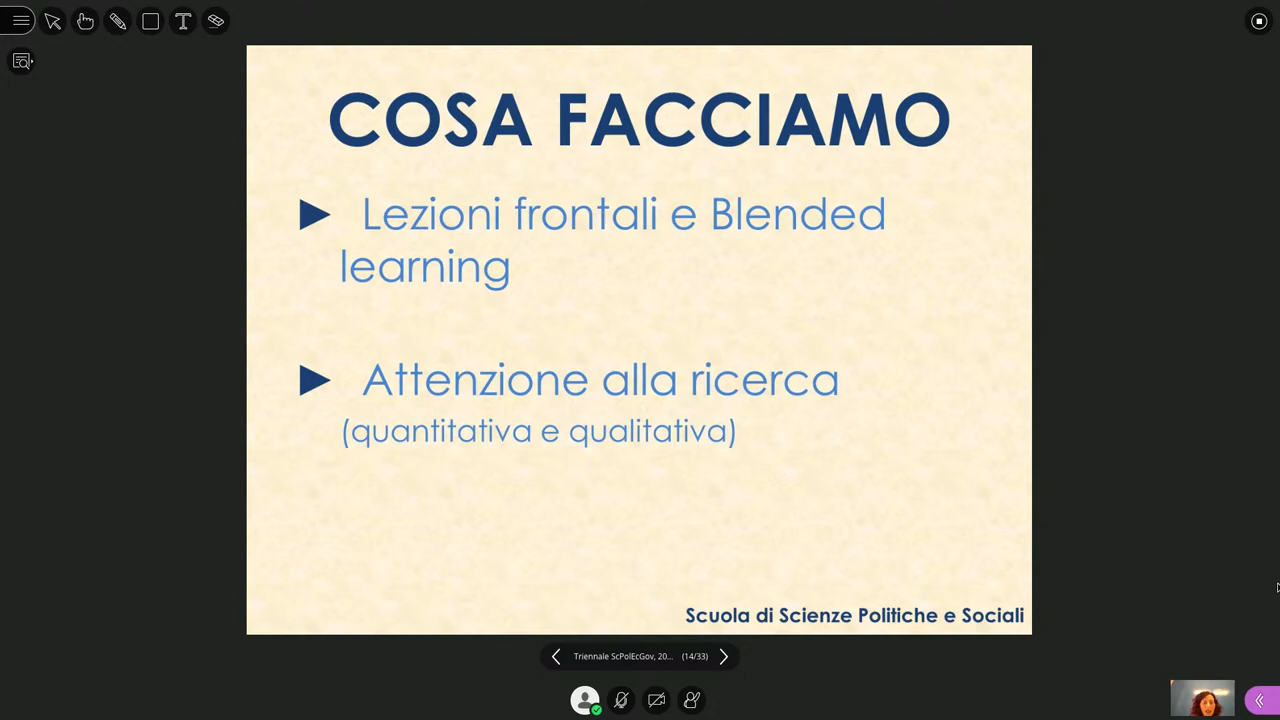 COSA FACCIAMO
► Lezioni frontali e Blended
learning
► Attenzione alla ricerca
(quantitativa e qualitativa)
Scuola di Scienze Politiche e Sociali
Triennale ScPolEcGov, 20... (14/33)